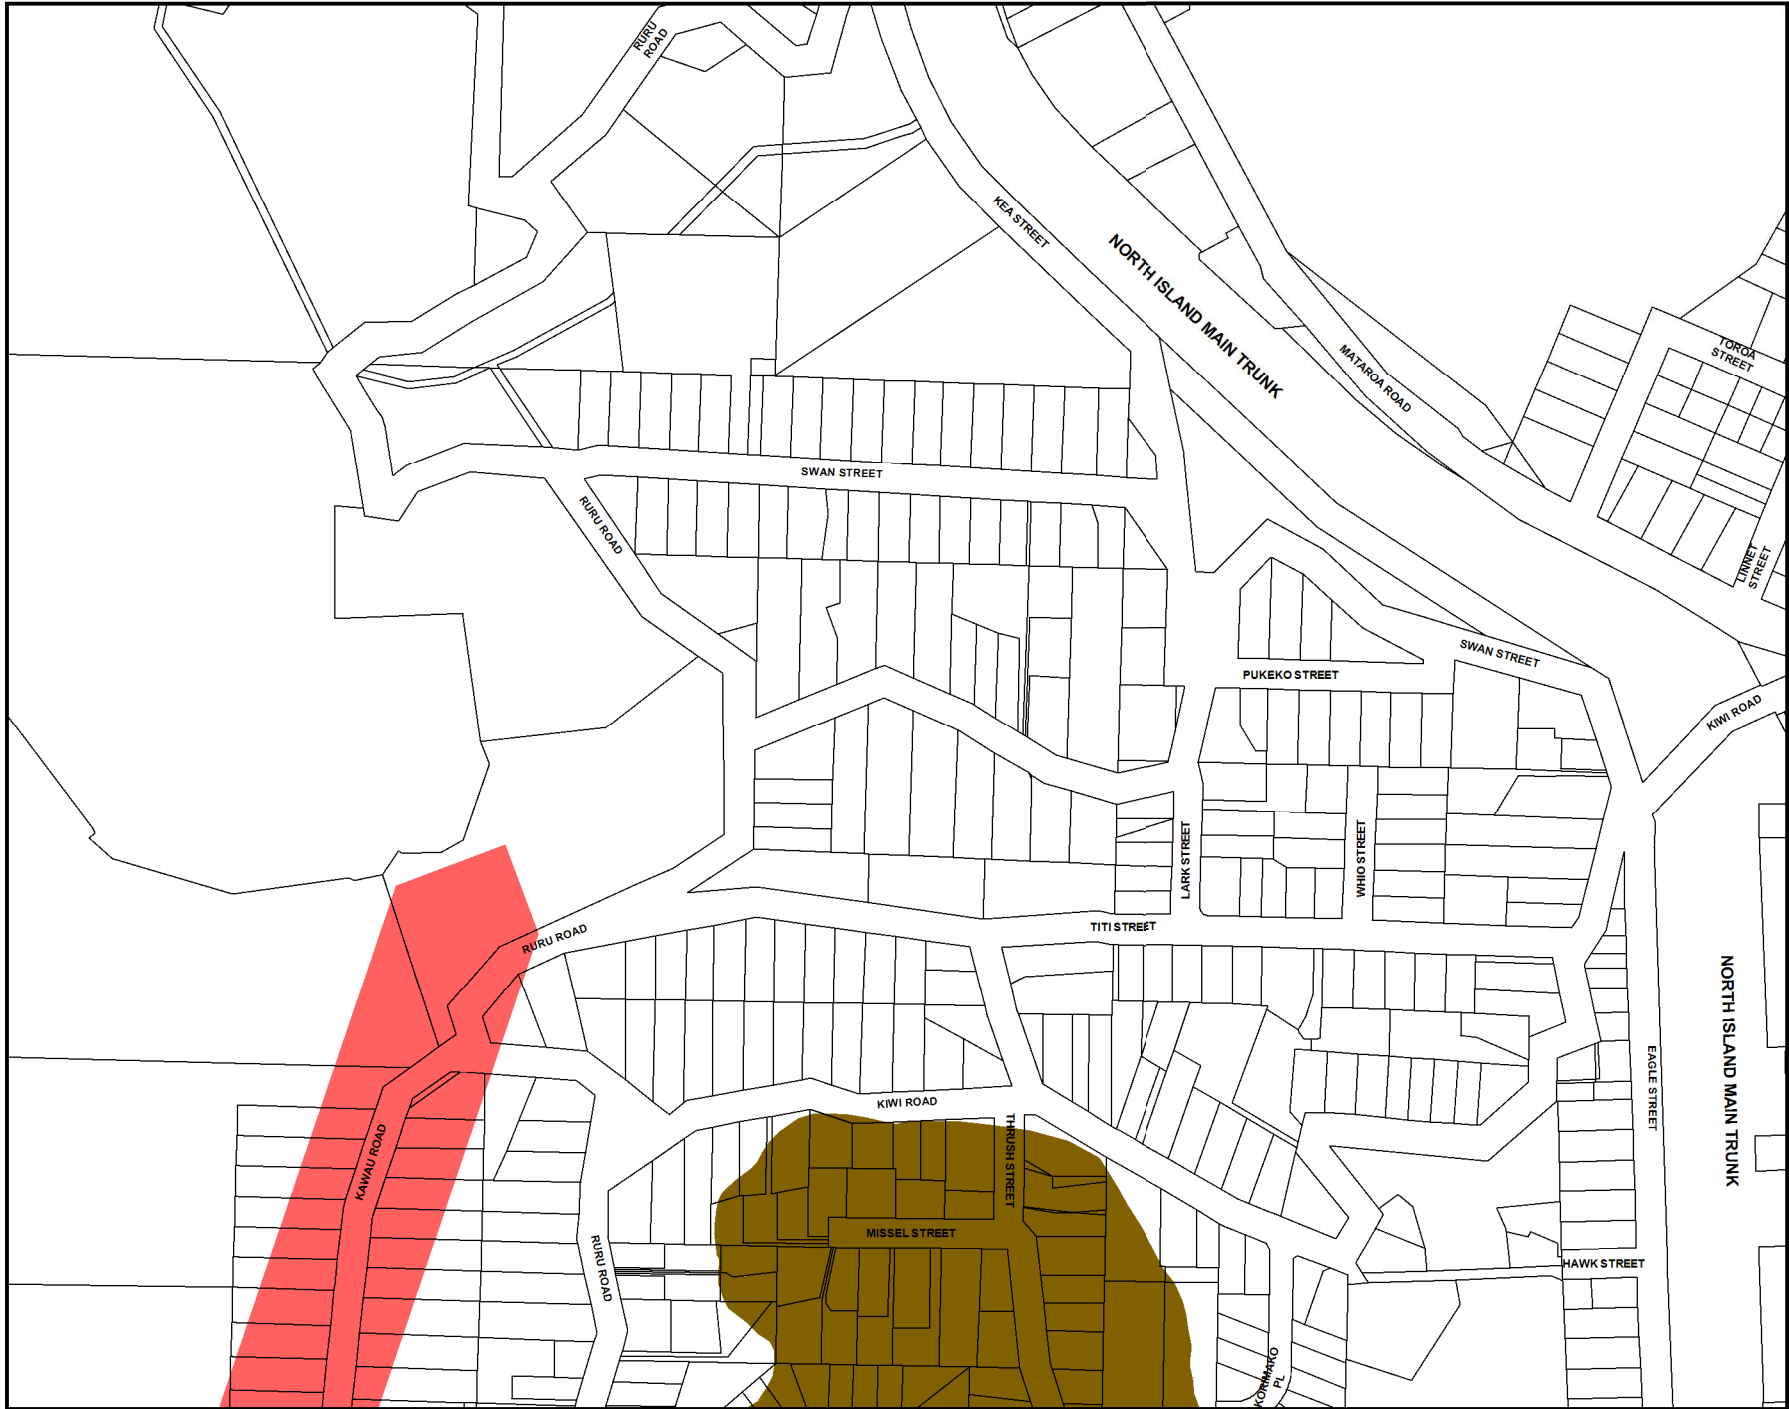 RURU
ROAD
KEA STREET
NORTH ISLAND MAIN TRUNK
MATAROA ROAD
TOROA
STREET
SWAN STREET
RURU ROAD
LINNET
STREET
SWAN STREET
PUKEKO STREET
KIWI ROAD
LARK STREET
WHIO STREET
TITI STREET
RURU ROAD
NORTH ISLAND MAIN TRUNK
EAGLE STREET
KIWI ROAD
THRUSH STREET
KAWAU ROAD
MISSEL STREET
RURU ROAD
HAWK STREET
KORIMAKO
PL